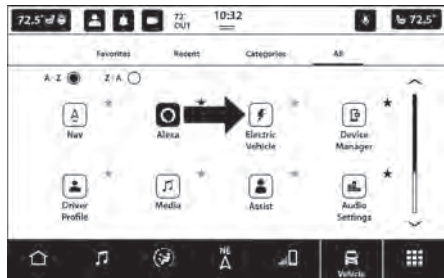 72.5° 72° OUT 10:32 72.5°
Favorites Recent Categories All
A-Z Z-A
Nav Alexa Electric Vehicle Device Manager
Driver Profile Media Assist Audio Settings
NE
Vehicle